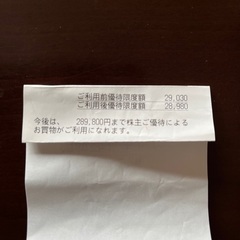 ご利用前優待限度額 29,030
ご利用後優待限度額 28,980
今後は、 289,800円まで株主ご優待による
お買物がご利用になれます。